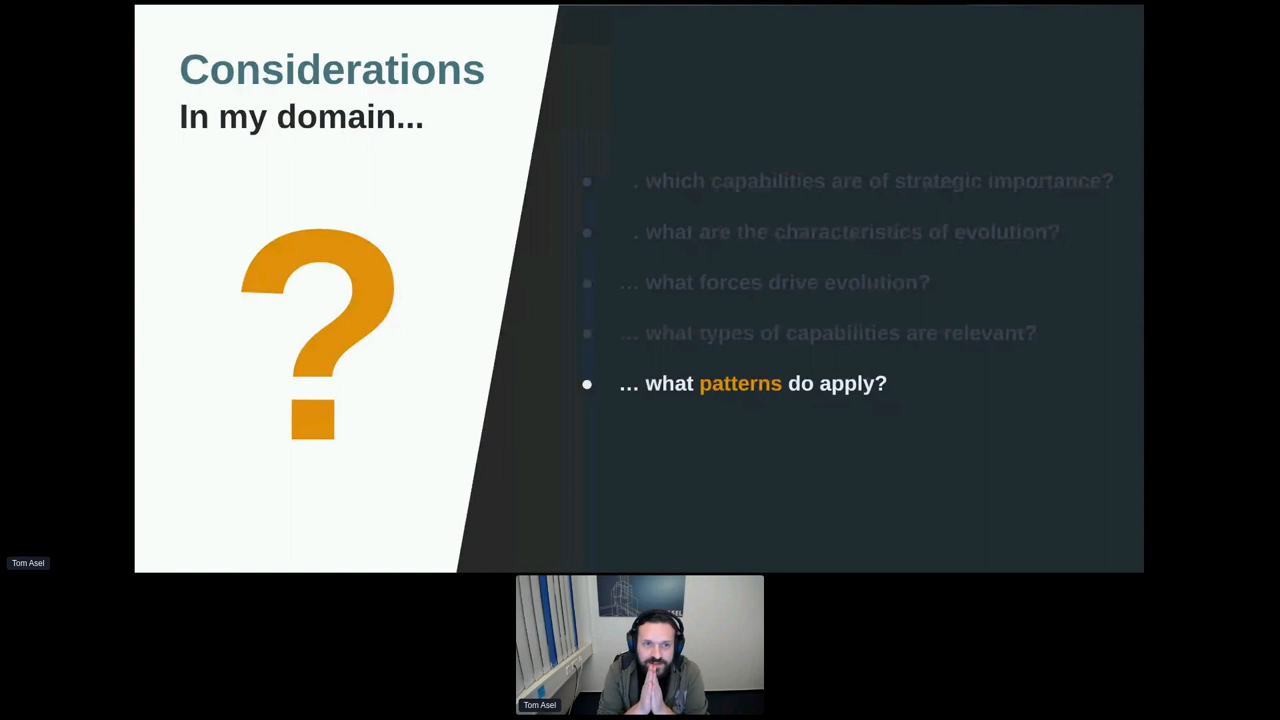 Considerations
In my domain...
?
. which capabilities are of strategic importance?
. what are the characteristics of evolution?
… what forces drive evolution?
… what types of capabilities are relevant?
… what patterns do apply?
Tom Asel
Tom Asel